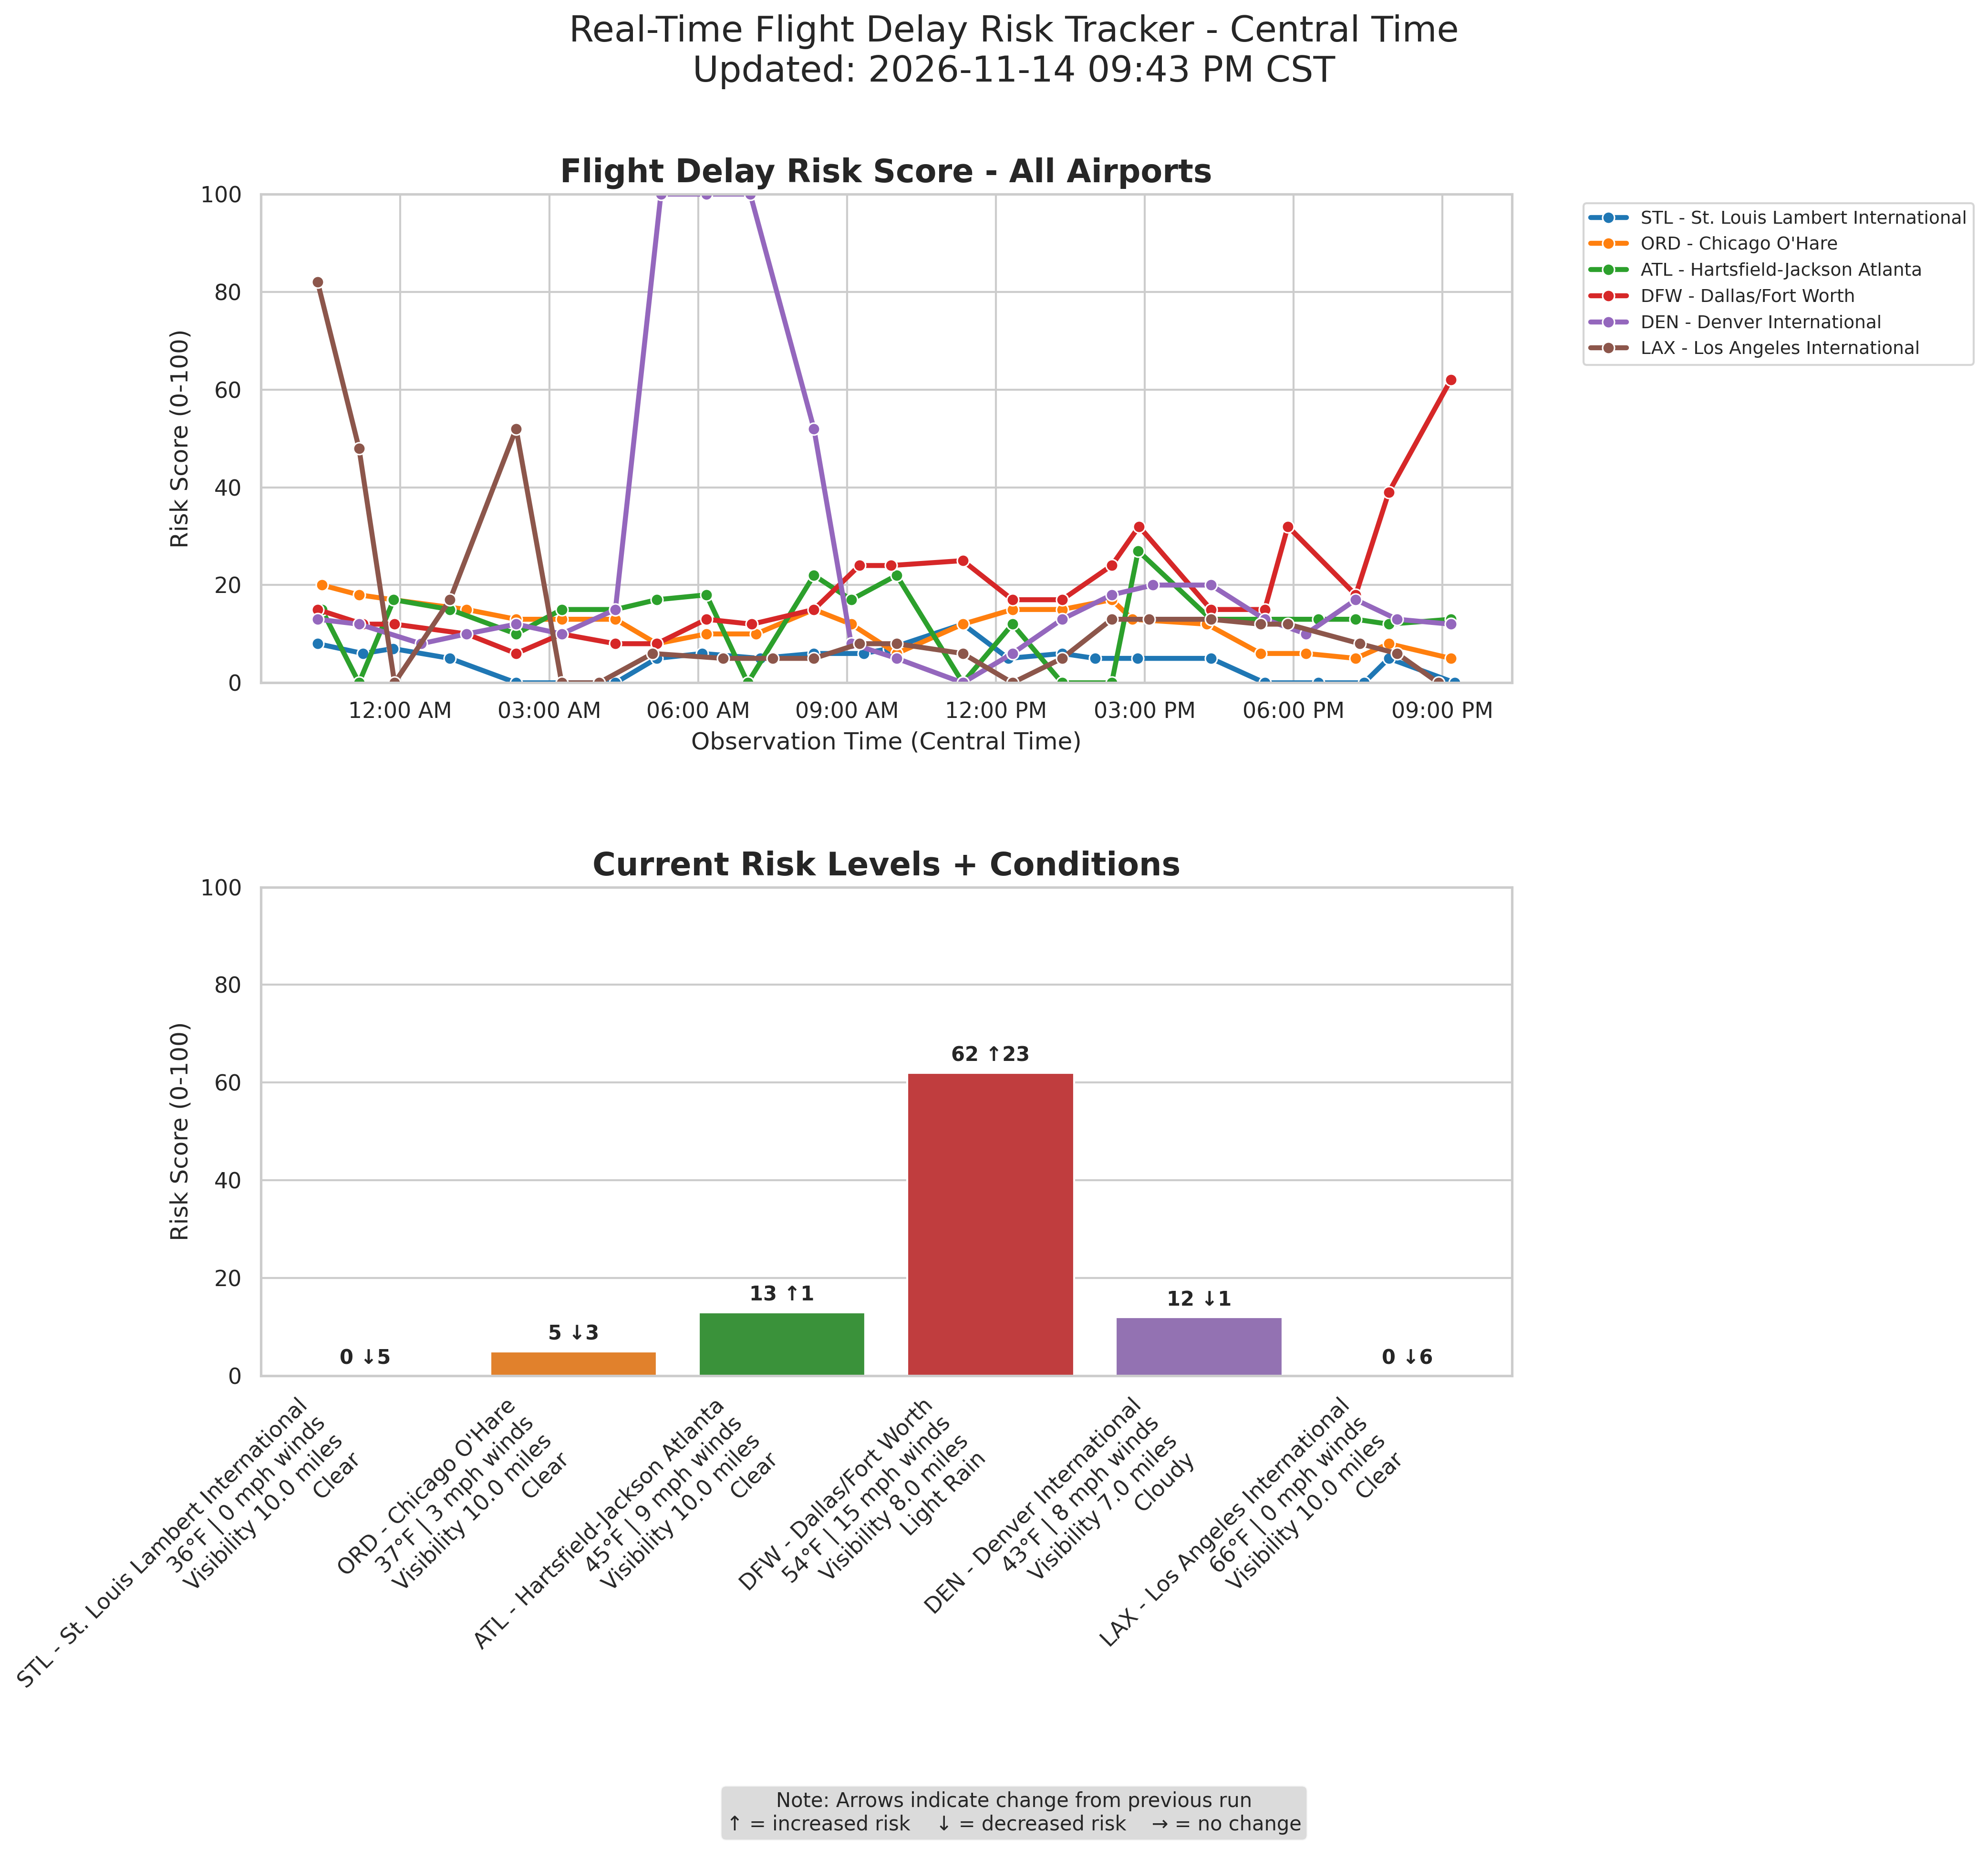 Real-Time Flight Delay Risk Tracker - Central Time
Updated: 2026-11-14 09:43 PM CST
Flight Delay Risk Score - All Airports
Risk Score (0-100)
100
80
60
40
20
0
12:00 AM
03:00 AM
06:00 AM
09:00 AM
12:00 PM
03:00 PM
06:00 PM
09:00 PM
Observation Time (Central Time)
STL - St. Louis Lambert International
ORD - Chicago O'Hare
ATL - Hartsfield-Jackson Atlanta
DFW - Dallas/Fort Worth
DEN - Denver International
LAX - Los Angeles International
Current Risk Levels + Conditions
Risk Score (0-100)
100
80
60
40
20
0
0 ↓5
5 ↓3
13 ↑1
62 ↑23
12 ↓1
0 ↓6
STL - St. Louis Lambert International
36°F | 0 mph winds
Visibility 10.0 miles
Clear
ORD - Chicago O'Hare
37°F | 3 mph winds
Visibility 10.0 miles
Clear
ATL - Hartsfield-Jackson Atlanta
45°F | 9 mph winds
Visibility 10.0 miles
Clear
DFW - Dallas/Fort Worth
54°F | 15 mph winds
Visibility 8.0 miles
Light Rain
DEN - Denver International
43°F | 8 mph winds
Visibility 7.0 miles
Cloudy
LAX - Los Angeles International
66°F | 0 mph winds
Visibility 10.0 miles
Clear
Note: Arrows indicate change from previous run
↑ = increased risk    ↓ = decreased risk    → = no change